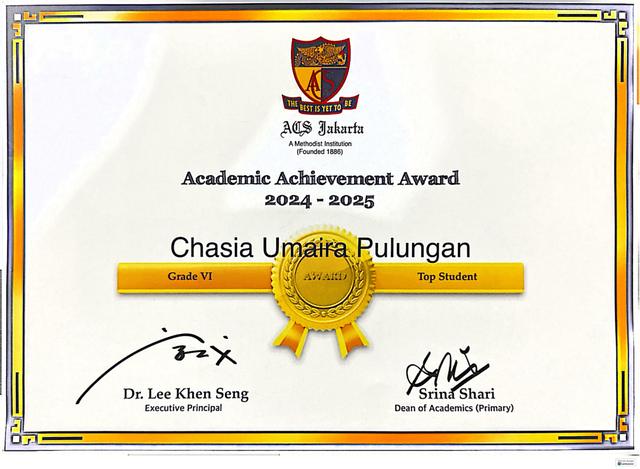 ACS
THE BEST IS YET TO BE
ACS Jakarta
A Methodist Institution
(Founded 1886)
Academic Achievement Award
2024 - 2025
Chasia Umaira Pulungan
AWARD
Grade VI
Top Student
Dr. Lee Khen Seng
Executive Principal
Srina Shari
Dean of Academics (Primary)